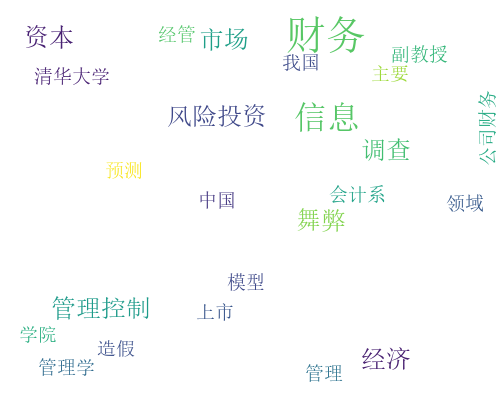 财务
资本
经管
市场
副教授
我国
主要
清华大学
风险投资
信息
公司财务
调查
预测
会计系
中国
领域
舞弊
模型
管理控制
上市
学院
造假
经济
管理学
管理